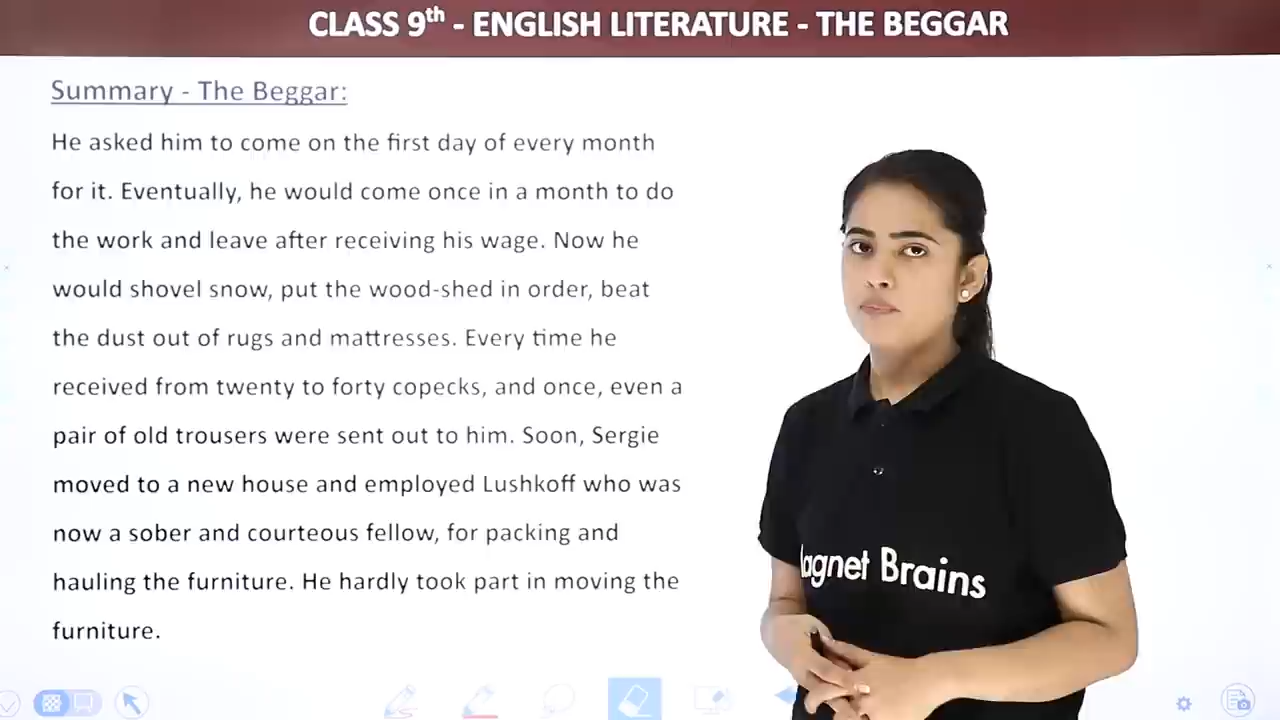 CLASS 9th - ENGLISH LITERATURE - THE BEGGAR
Summary - The Beggar:
He asked him to come on the first day of every month
for it. Eventually, he would come once in a month to do
the work and leave after receiving his wage. Now he
would shovel snow, put the wood-shed in order, beat
the dust out of rugs and mattresses. Every time he
received from twenty to forty copecks, and once, even a
pair of old trousers were sent out to him. Soon, Sergie
moved to a new house and employed Lushkoff who was
now a sober and courteous fellow, for packing and
hauling the furniture. He hardly took part in moving the
furniture.
agnet Brains